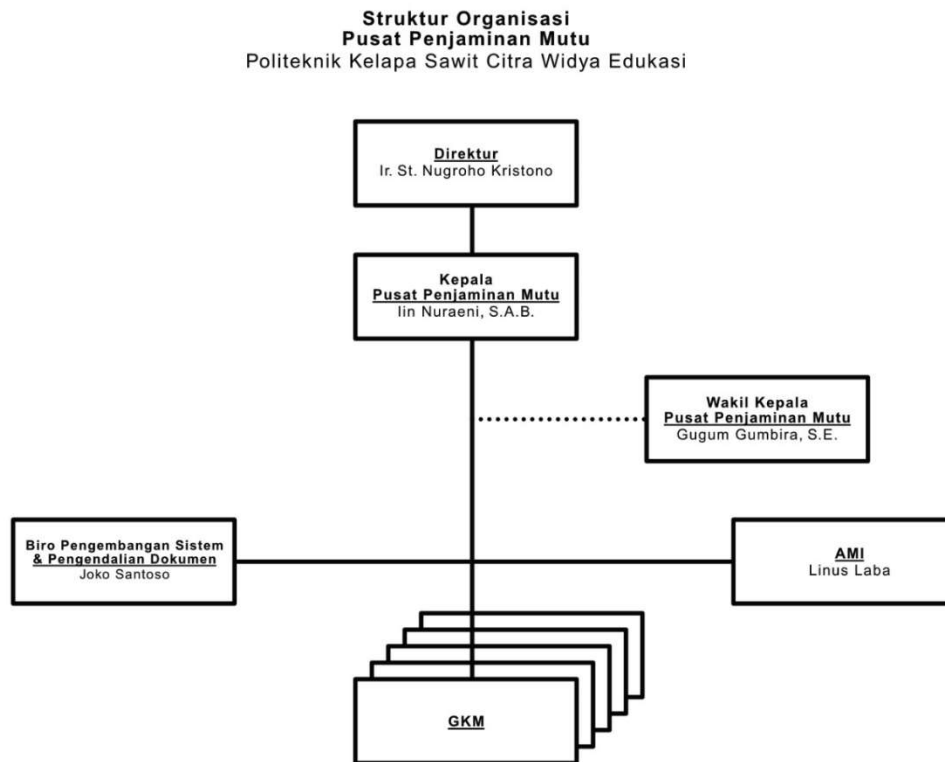 Struktur Organisasi
Pusat Penjaminan Mutu
Politeknik Kelapa Sawit Citra Widya Edukasi
Direktur
Ir. St. Nugroho Kristono
Kepala
Pusat Penjaminan Mutu
Iin Nuraeni, S.A.B.
Wakil Kepala
Pusat Penjaminan Mutu
Gugum Gumbira, S.E.
Biro Pengembangan Sistem
& Pengendalian Dokumen
Joko Santoso
AMI
Linus Laba
GKM